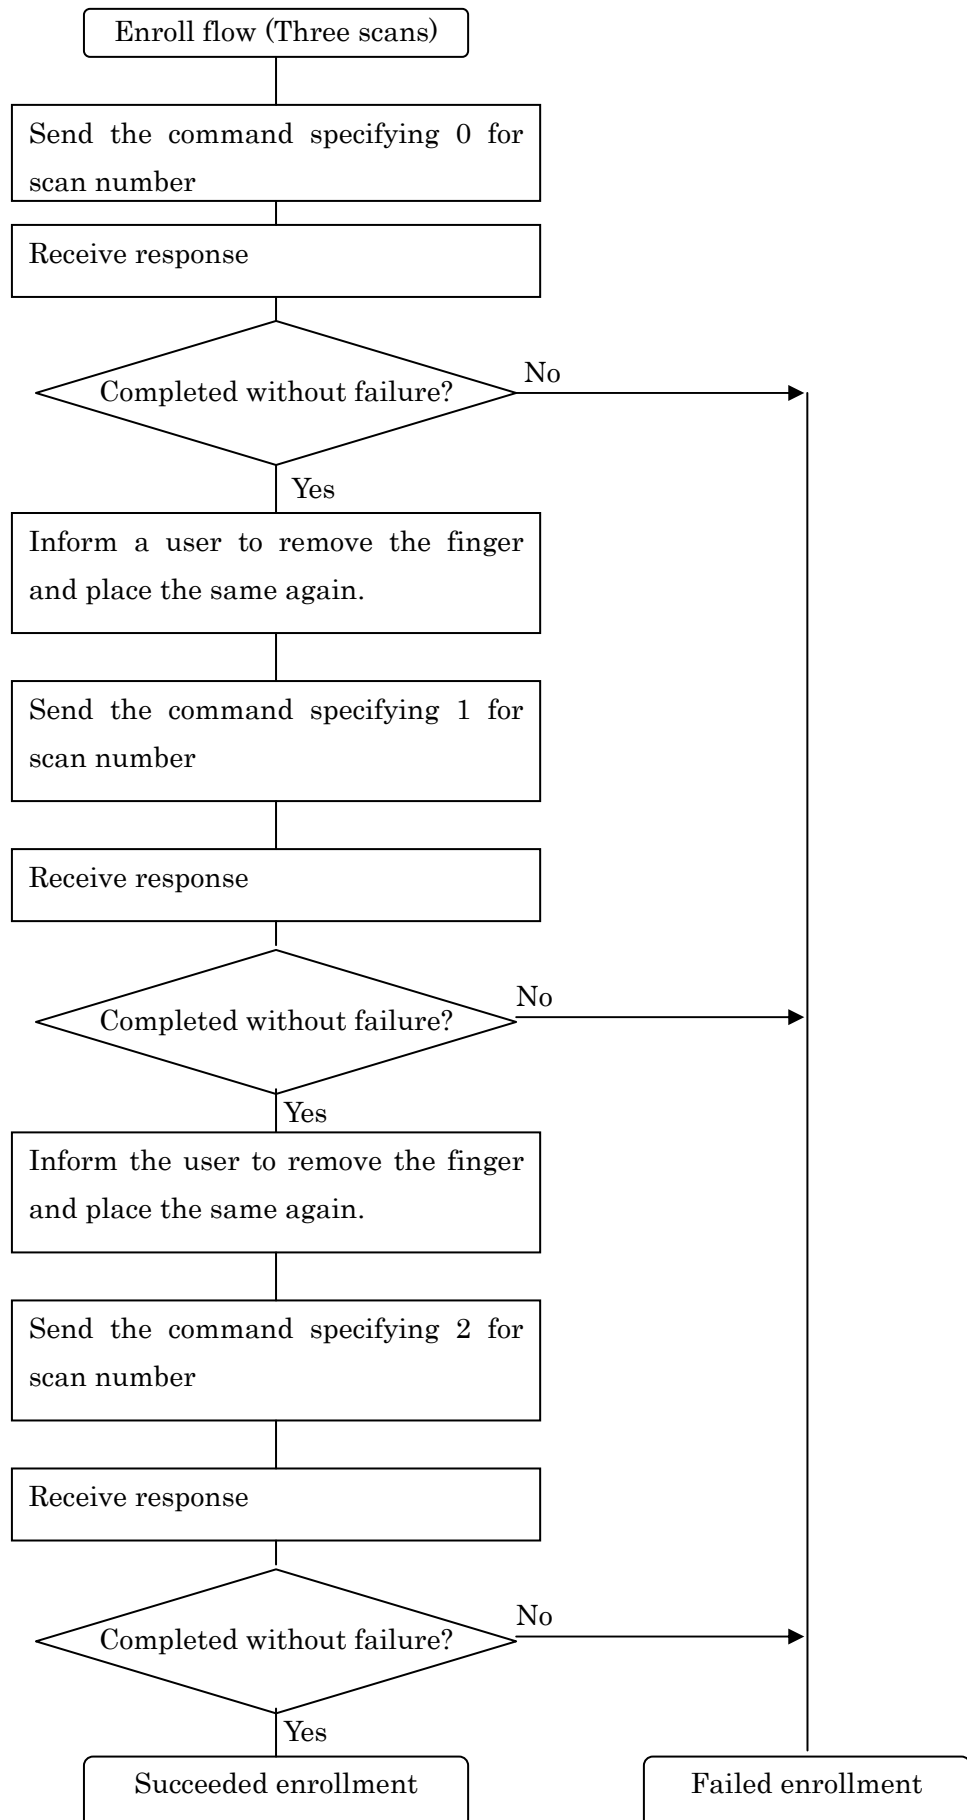 Enroll flow (Three scans)
Send the command specifying 0 for
scan number
Receive response
Completed without failure?
No
Yes
Inform a user to remove the finger
and place the same again.
Send the command specifying 1 for
scan number
Receive response
Completed without failure?
No
Yes
Inform the user to remove the finger
and place the same again.
Send the command specifying 2 for
scan number
Receive response
Completed without failure?
No
Yes
Succeeded enrollment
Failed enrollment